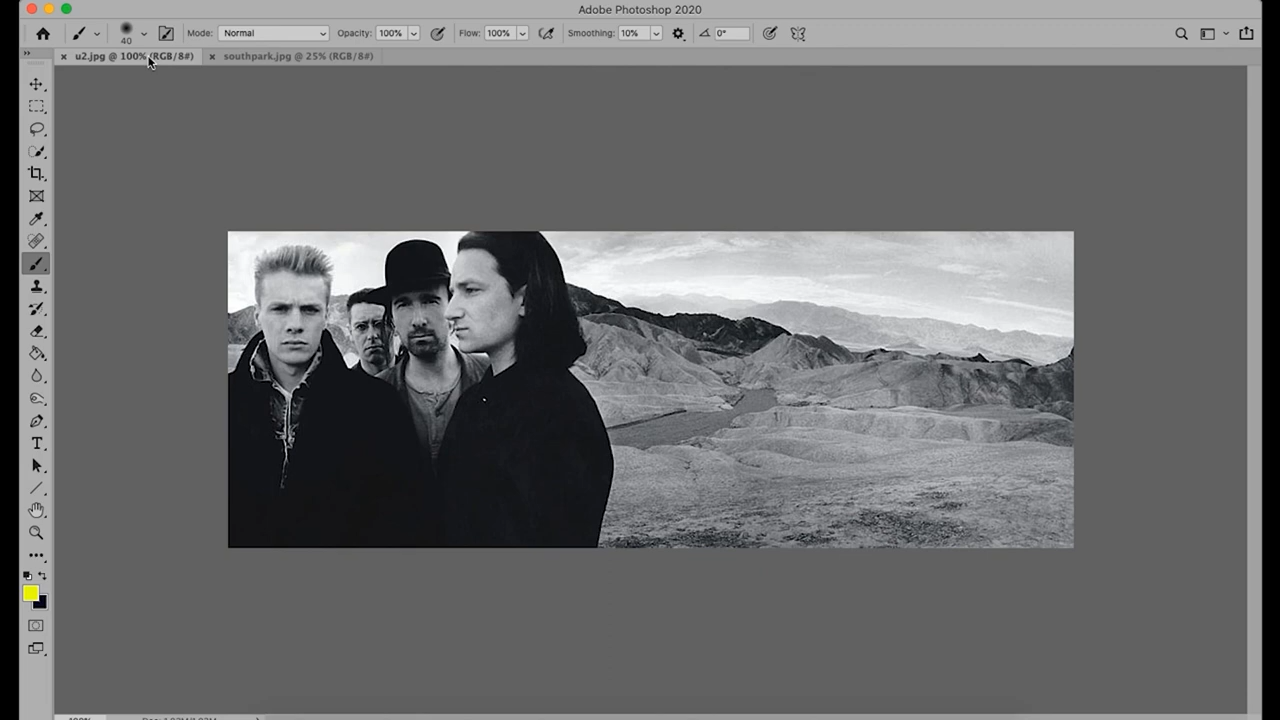 Adobe Photoshop 2020
40 Mode: Normal Opacity: 100% Flow: 100% Smoothing: 10% 0°
u2.jpg @ 100% (RGB/8#) southpark.jpg @ 25% (RGB/8#)